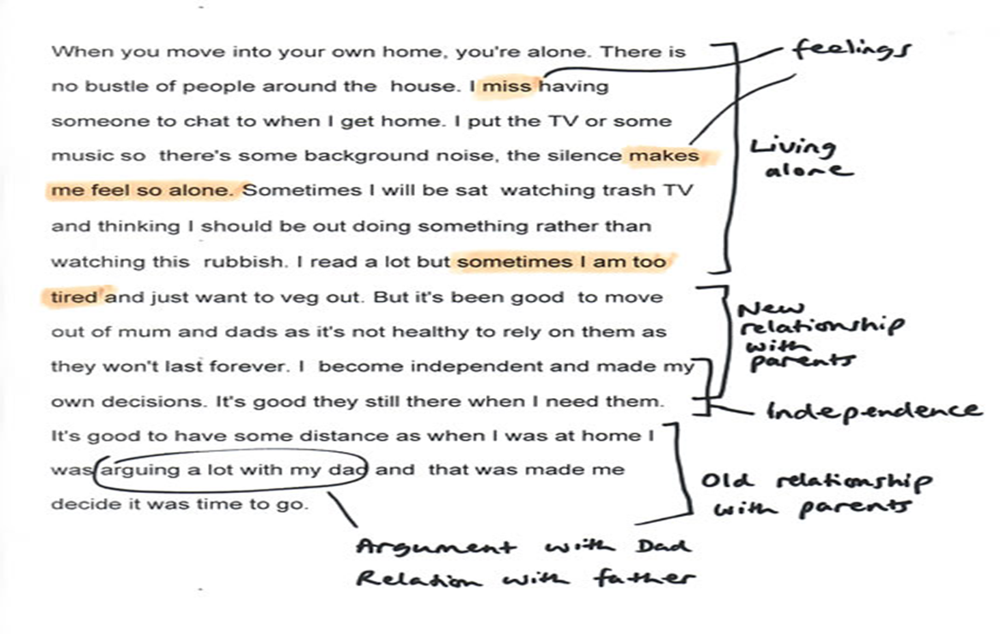 When you move into your own home, you're alone. There is
no bustle of people around the house. I miss having
someone to chat to when I get home. I put the TV or some
music so there's some background noise, the silence makes
me feel so alone. Sometimes I will be sat watching trash TV
and thinking I should be out doing something rather than
watching this rubbish. I read a lot but sometimes I am too
tired and just want to veg out. But it's been good to move
out of mum and dads as it's not healthy to rely on them as
they won't last forever. I become independent and made my
own decisions. It's good they still there when I need them.
It's good to have some distance as when I was at home I
was arguing a lot with my dad and that was made me
decide it was time to go.
feelings
Living
alone
New
relationship
with
parents
Independence
Old relationship
with parents
Argument with Dad
Relation with father